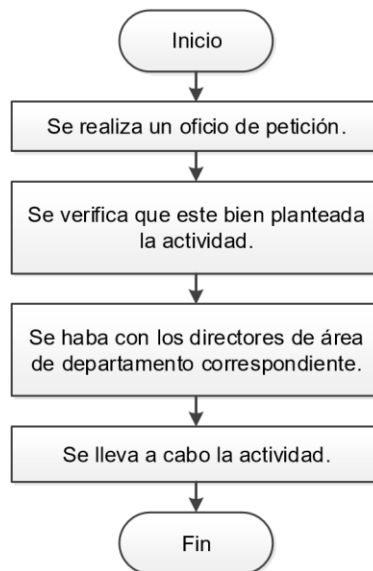 Inicio
Se realiza un oficio de petición.
Se verifica que este bien planteada
la actividad.
Se haba con los directores de área
de departamento correspondiente.
Se lleva a cabo la actividad.
Fin